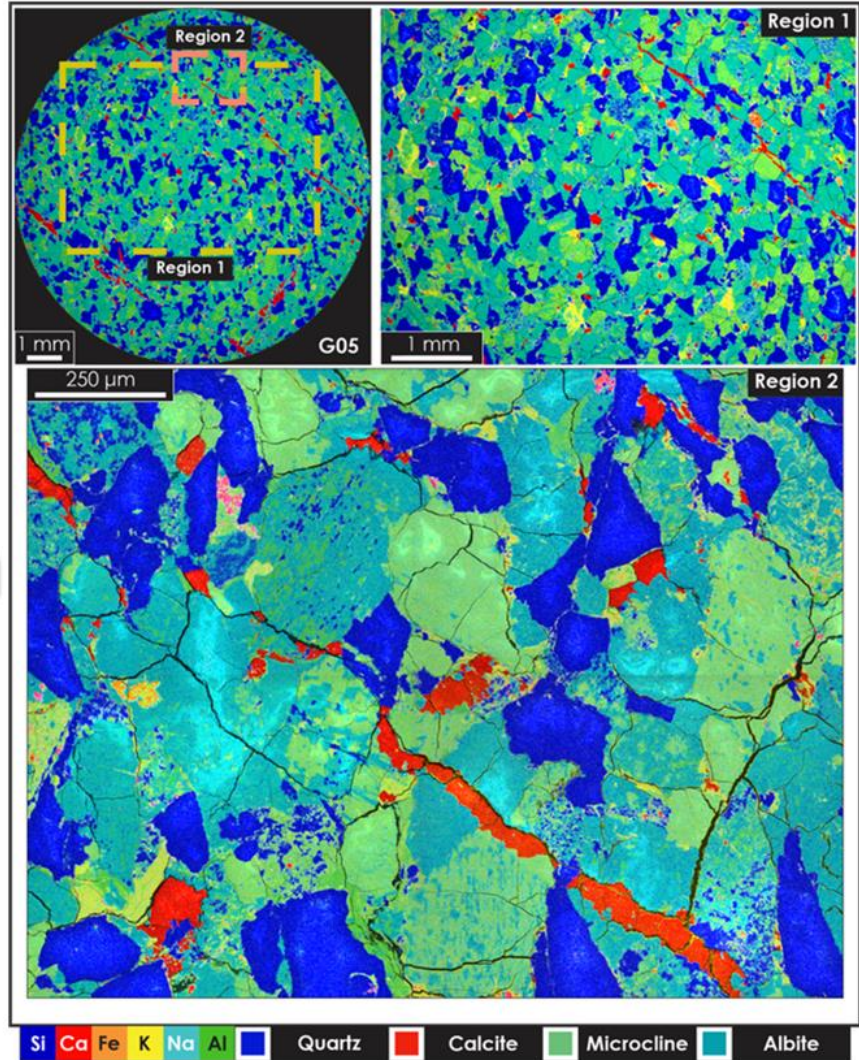 Region 2
Region 1
1 mm
G05
Region 1
1 mm
250 µm
Region 2
Si Ca Fe K Na Al Quartz Calcite Microcline Albite